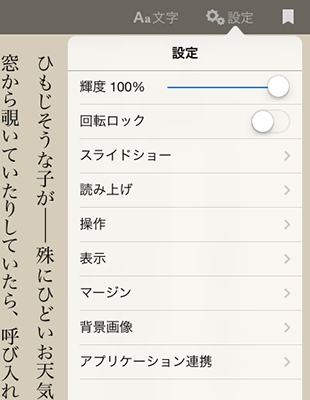 Aa文字
設定
設定
輝度 100%
回転ロック
スライドショー
読み上げ
操作
表示
マージン
背景画像
アプリケーション連携
ひもじそうな子が――殊にひどいお天気
窓から覗いていたりしていたら、呼び入れ